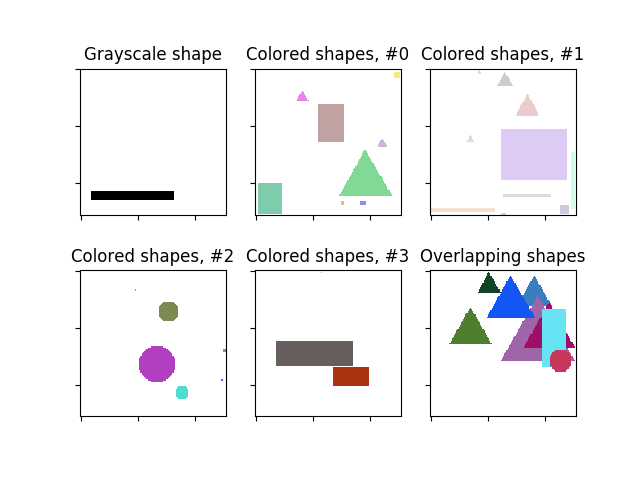 Grayscale shape
Colored shapes, #0
Colored shapes, #1
Colored shapes, #2
Colored shapes, #3
Overlapping shapes